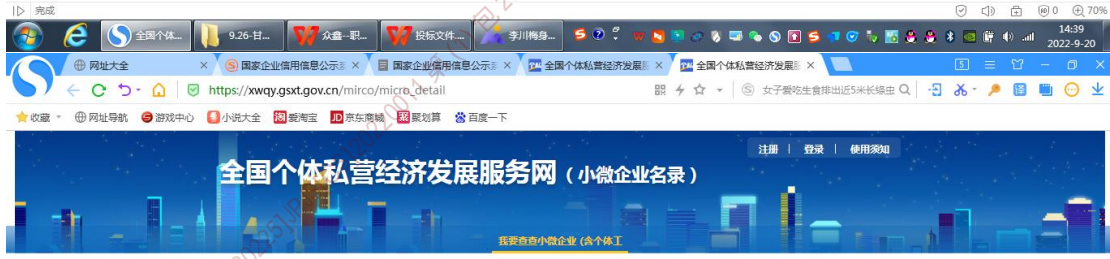 完成 0 70%
全国个体... 9.26-甘... 众鑫--职... 投标文件... 李川梅身... 14:39
2022-9-20
网址大全 国家企业信用信息公示系 国家企业信用信息公示系 全国个体私营经济发展服 全国个体私营经济发展服 5
https://xwqy.gsxt.gov.cn/mirco/micro_detail 女子爱吃生食排出近5米长绦虫
收藏 网址导航 游戏中心 小说大全 爱淘宝 京东商城 聚划算 百度一下
注册 | 登录 | 使用须知
全国个体私营经济发展服务网（小微企业名录）
我要查查小微企业 (含个体工